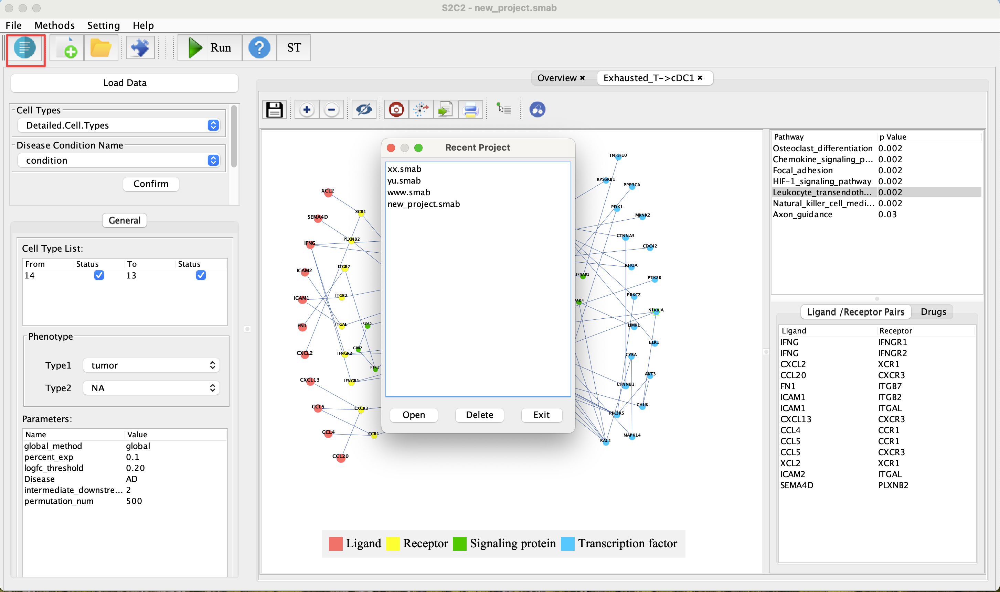 S2C2 - new_project.smab
File Methods Setting Help
Run ST
Load Data
Cell Types
Detailed.Cell.Types
Disease Condition Name
condition
Confirm
General
Cell Type List:
From Status To Status
14 13
Phenotype
Type1 tumor
Type2 NA
Parameters:
Name Value
global_method global
percent_exp 0.1
logfc_threshold 0.20
Disease AD
intermediate_downstre... 2
permutation_num 500
Overview × Exhausted_T->cDC1 ×
XCL2
XCR1
SEMA4D
PLXNB2
IFNG
ITGB7
ICAM2
ITGB2
ICAM1
ITGAL
SOS2
FN1
GRB2
IFNGR2
CXCL2
PTK2
CXCL13
IFNGR1
CCL5
CXCR3
CCL4
CCR1
CCL20
Recent Project
xx.smab
yu.smab
www.smab
new_project.smab
Open Delete Exit
TNFSF10
RPS6KB1
PPP3CA
PDK1
MKNK2
CTNNA3
CDC42
RHOA
IFNAR1
PTK2B
PRKCZ
PAK4
NFKBIA
LIMK1
ELK1
CYBA
AKT3
CTNNB1
CHUK
PIK3R5
MAPK14
RAC1
Ligand Receptor Signaling protein Transcription factor
Pathway p Value
Osteoclast_differentiation 0.002
Chemokine_signaling_p... 0.002
Focal_adhesion 0.002
HIF-1_signaling_pathway 0.002
Leukocyte_transendoth... 0.002
Natural_killer_cell_medi... 0.002
Axon_guidance 0.03
Ligand /Receptor Pairs Drugs
Ligand Receptor
IFNG IFNGR1
IFNG IFNGR2
CXCL2 XCR1
CCL20 CXCR3
FN1 ITGB7
ICAM1 ITGB2
ICAM1 ITGAL
CXCL13 CXCR3
CCL4 CCR1
CCL5 CCR1
CCL5 CXCR3
XCL2 XCR1
ICAM2 ITGAL
SEMA4D PLXNB2